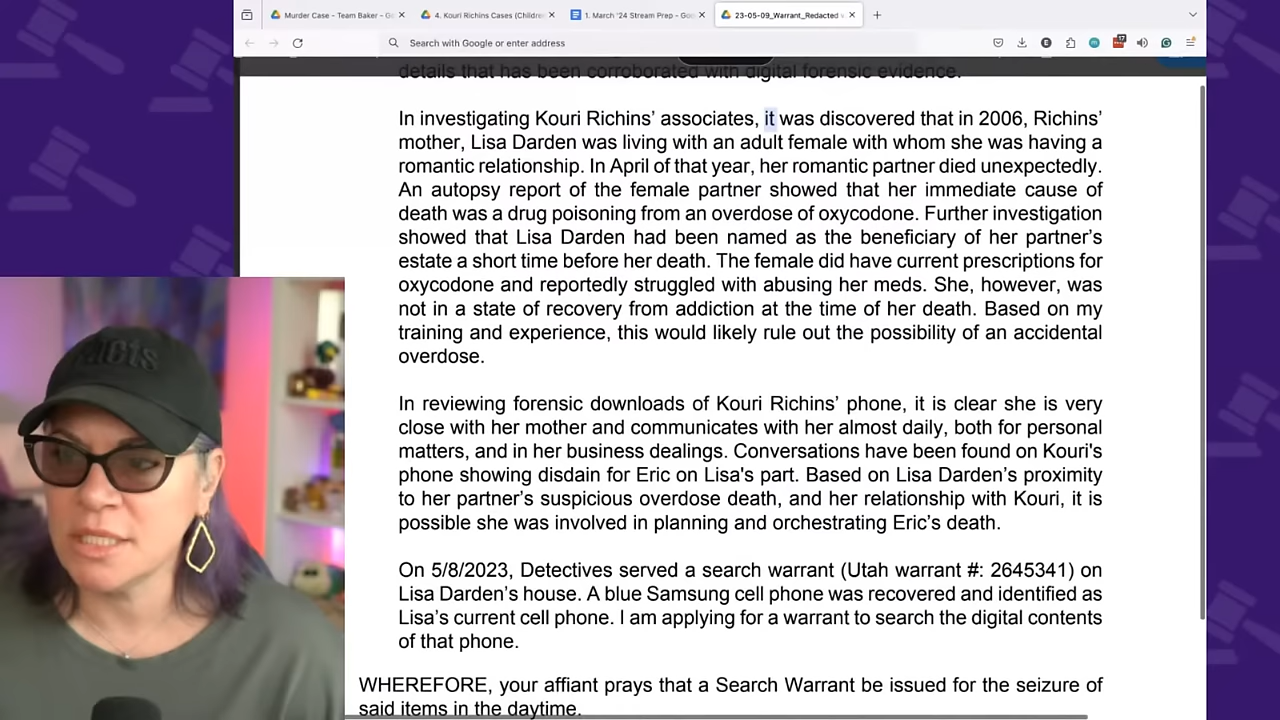 Murder Case - Team Baker - Go
4. Kouri Richins Cases (Childre
1. March '24 Stream Prep - Goo
23-05-09_Warrant_Redacted
Search with Google or enter address
17
details that has been corroborated with digital forensic evidence.
In investigating Kouri Richins’ associates, it was discovered that in 2006, Richins’
mother, Lisa Darden was living with an adult female with whom she was having a
romantic relationship. In April of that year, her romantic partner died unexpectedly.
An autopsy report of the female partner showed that her immediate cause of
death was a drug poisoning from an overdose of oxycodone. Further investigation
showed that Lisa Darden had been named as the beneficiary of her partner’s
estate a short time before her death. The female did have current prescriptions for
oxycodone and reportedly struggled with abusing her meds. She, however, was
not in a state of recovery from addiction at the time of her death. Based on my
training and experience, this would likely rule out the possibility of an accidental
overdose.
In reviewing forensic downloads of Kouri Richins’ phone, it is clear she is very
close with her mother and communicates with her almost daily, both for personal
matters, and in her business dealings. Conversations have been found on Kouri's
phone showing disdain for Eric on Lisa's part. Based on Lisa Darden’s proximity
to her partner’s suspicious overdose death, and her relationship with Kouri, it is
possible she was involved in planning and orchestrating Eric’s death.
On 5/8/2023, Detectives served a search warrant (Utah warrant #: 2645341) on
Lisa Darden’s house. A blue Samsung cell phone was recovered and identified as
Lisa’s current cell phone. I am applying for a warrant to search the digital contents
of that phone.
WHEREFORE, your affiant prays that a Search Warrant be issued for the seizure of
said items in the daytime.